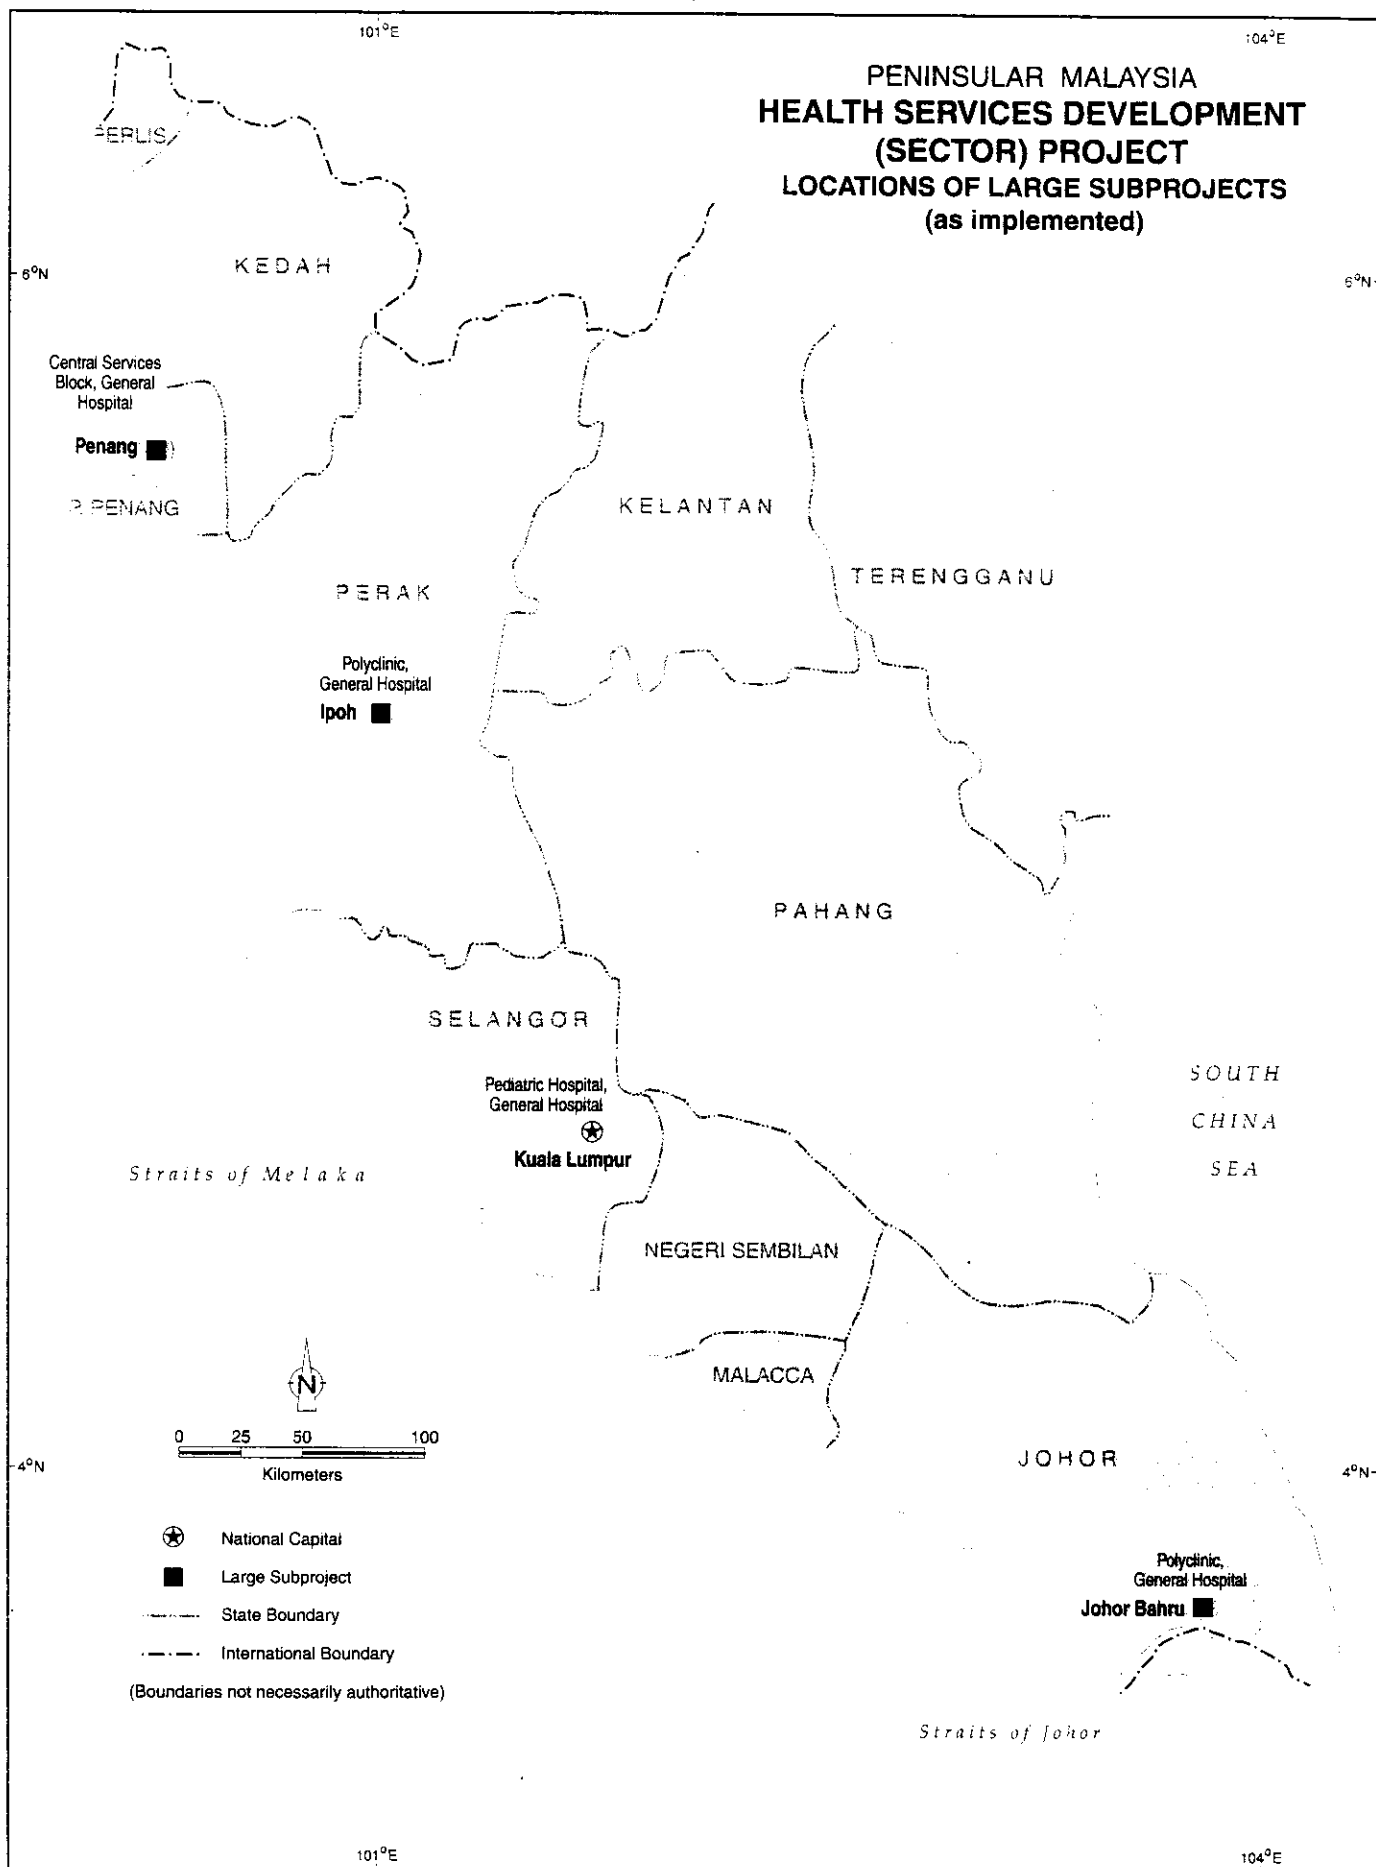 101°E
104°E
PENINSULAR MALAYSIA
HEALTH SERVICES DEVELOPMENT
(SECTOR) PROJECT
LOCATIONS OF LARGE SUBPROJECTS
(as implemented)
PERLIS
KEDAH
6°N
6°N
Central Services
Block, General
Hospital
Penang
P. PENANG
KELANTAN
TERENGGANU
PERAK
Polyclinic,
General Hospital
Ipoh
PAHANG
SELANGOR
Pediatric Hospital,
General Hospital
Kuala Lumpur
SOUTH
CHINA
SEA
Straits of Melaka
NEGERI SEMBILAN
MALACCA
N
0 25 50 100
Kilometers
JOHOR
4°N
4°N
National Capital
Large Subproject
State Boundary
International Boundary
(Boundaries not necessarily authoritative)
Polyclinic,
General Hospital
Johor Bahru
Straits of Johor
101°E
104°E